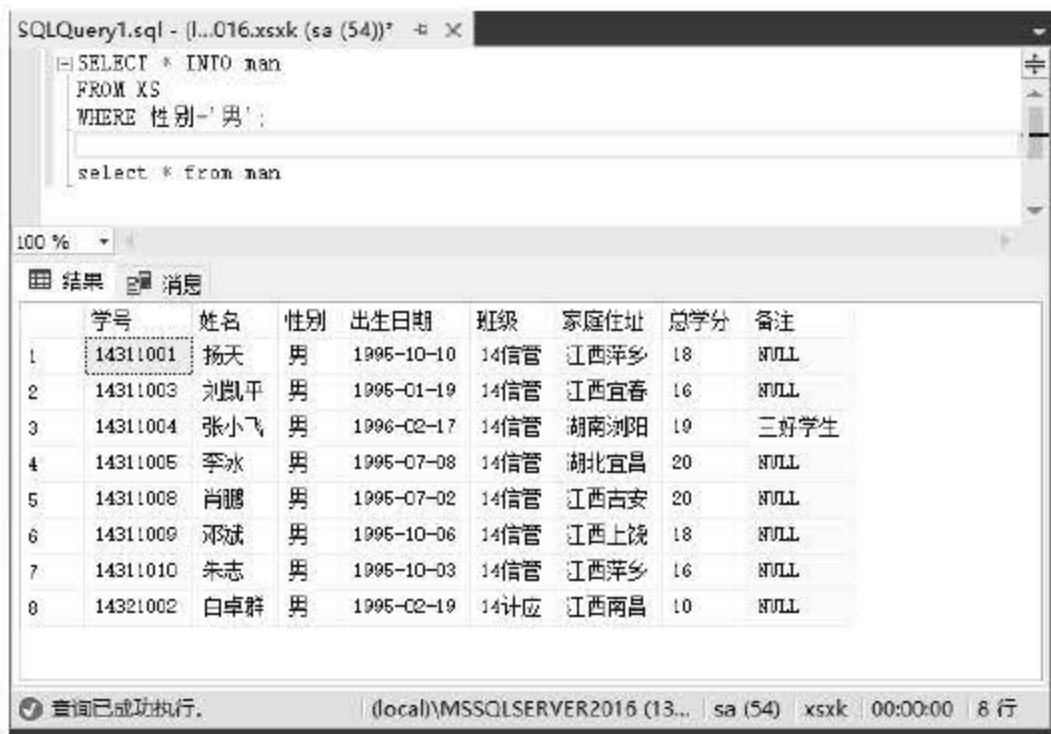 SQLQuery1.sql - (l...016.xsxk (sa (54))*
SELECT * INTO man
FROM XS
WHERE 性别='男';
select * from man
100 %
结果 消息
学号 姓名 性别 出生日期 班级 家庭住址 总学分 备注
1 14311001 扬天 男 1995-10-10 14信管 江西萍乡 18 NULL
2 14311003 刘凯平 男 1995-01-19 14信管 江西宜春 16 NULL
3 14311004 张小飞 男 1996-02-17 14信管 湖南浏阳 19 三好学生
4 14311005 李冰 男 1995-07-08 14信管 湖北宜昌 20 NULL
5 14311008 肖鹏 男 1995-07-02 14信管 江西吉安 20 NULL
6 14311009 邓斌 男 1995-10-06 14信管 江西上饶 18 NULL
7 14311010 朱志 男 1995-10-03 14信管 江西萍乡 16 NULL
8 14321002 白卓群 男 1995-02-19 14计应 江西南昌 10 NULL
查询已成功执行。 (local)\MSSQLSERVER2016 (13... sa (54) xsxk 00:00:00 8 行